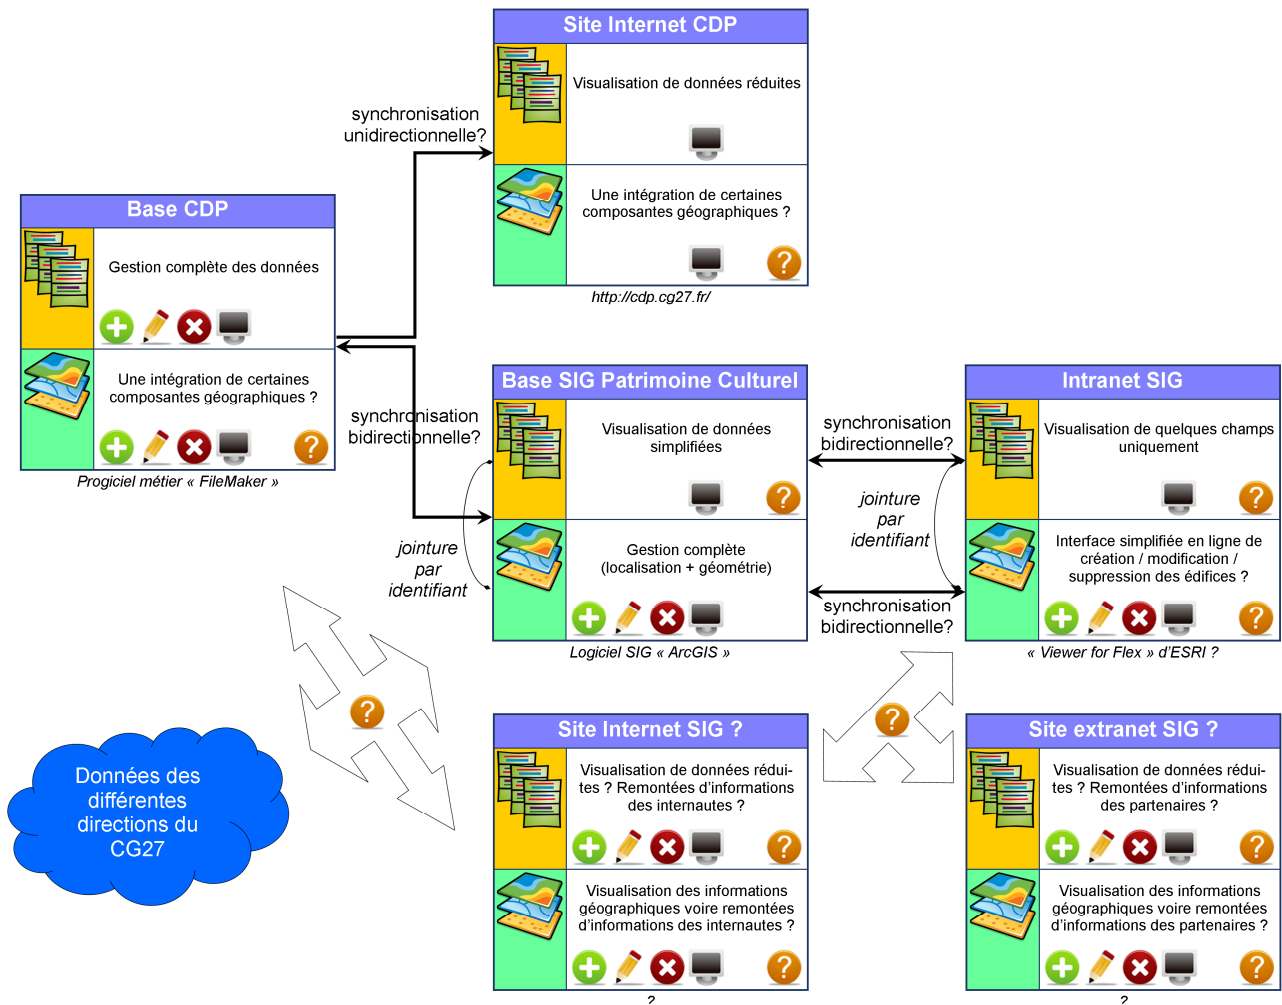 Site Internet CDP
Visualisation de données réduites
Une intégration de certaines
composantes géographiques ?
?
http://cdp.cg27.fr/
synchronisation
unidirectionnelle?
Base CDP
Gestion complète des données
Une intégration de certaines
composantes géographiques ?
?
Progiciel métier « FileMaker »
synchronisation
bidirectionnelle?
jointure
par
identifiant
Base SIG Patrimoine Culturel
Visualisation de données
simplifiées
?
Gestion complète
(localisation + géométrie)
Logiciel SIG « ArcGIS »
synchronisation
bidirectionnelle?
jointure
par
identifiant
synchronisation
bidirectionnelle?
Intranet SIG
Visualisation de quelques champs
uniquement
?
Interface simplifiée en ligne de
création / modification /
suppression des édifices ?
?
« Viewer for Flex » d'ESRI ?
?
?
Données des
différentes
directions du
CG27
Site Internet SIG ?
Visualisation de données rédui-
tes ? Remontées d'informations
des internautes ?
?
Visualisation des informations
géographiques voire remontées
d'informations des internautes ?
?
?
Site extranet SIG ?
Visualisation de données rédui-
tes ? Remontées d'informations
des partenaires ?
?
Visualisation des informations
géographiques voire remontées
d'informations des partenaires ?
?
?